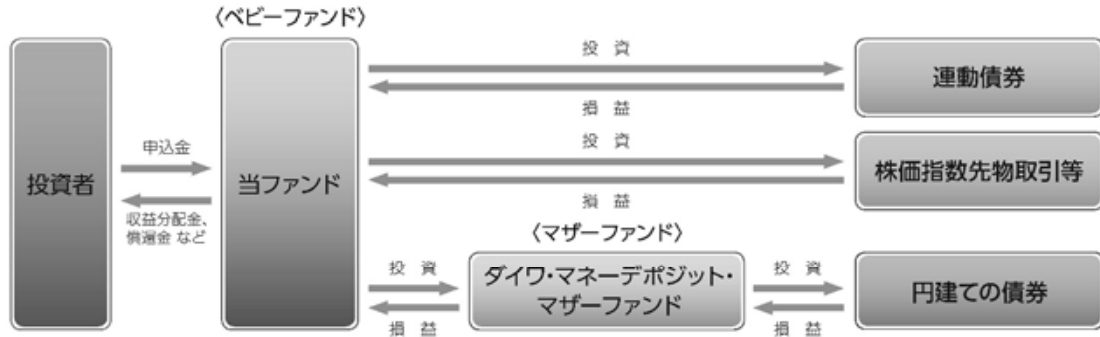 〈ベビーファンド〉
投資者
申込金
収益分配金、
償還金 など
当ファンド
投 資
損 益
連動債券
投 資
損 益
株価指数先物取引等
〈マザーファンド〉
投 資
損 益
ダイワ・マネーデポジット・
マザーファンド
投 資
損 益
円建ての債券